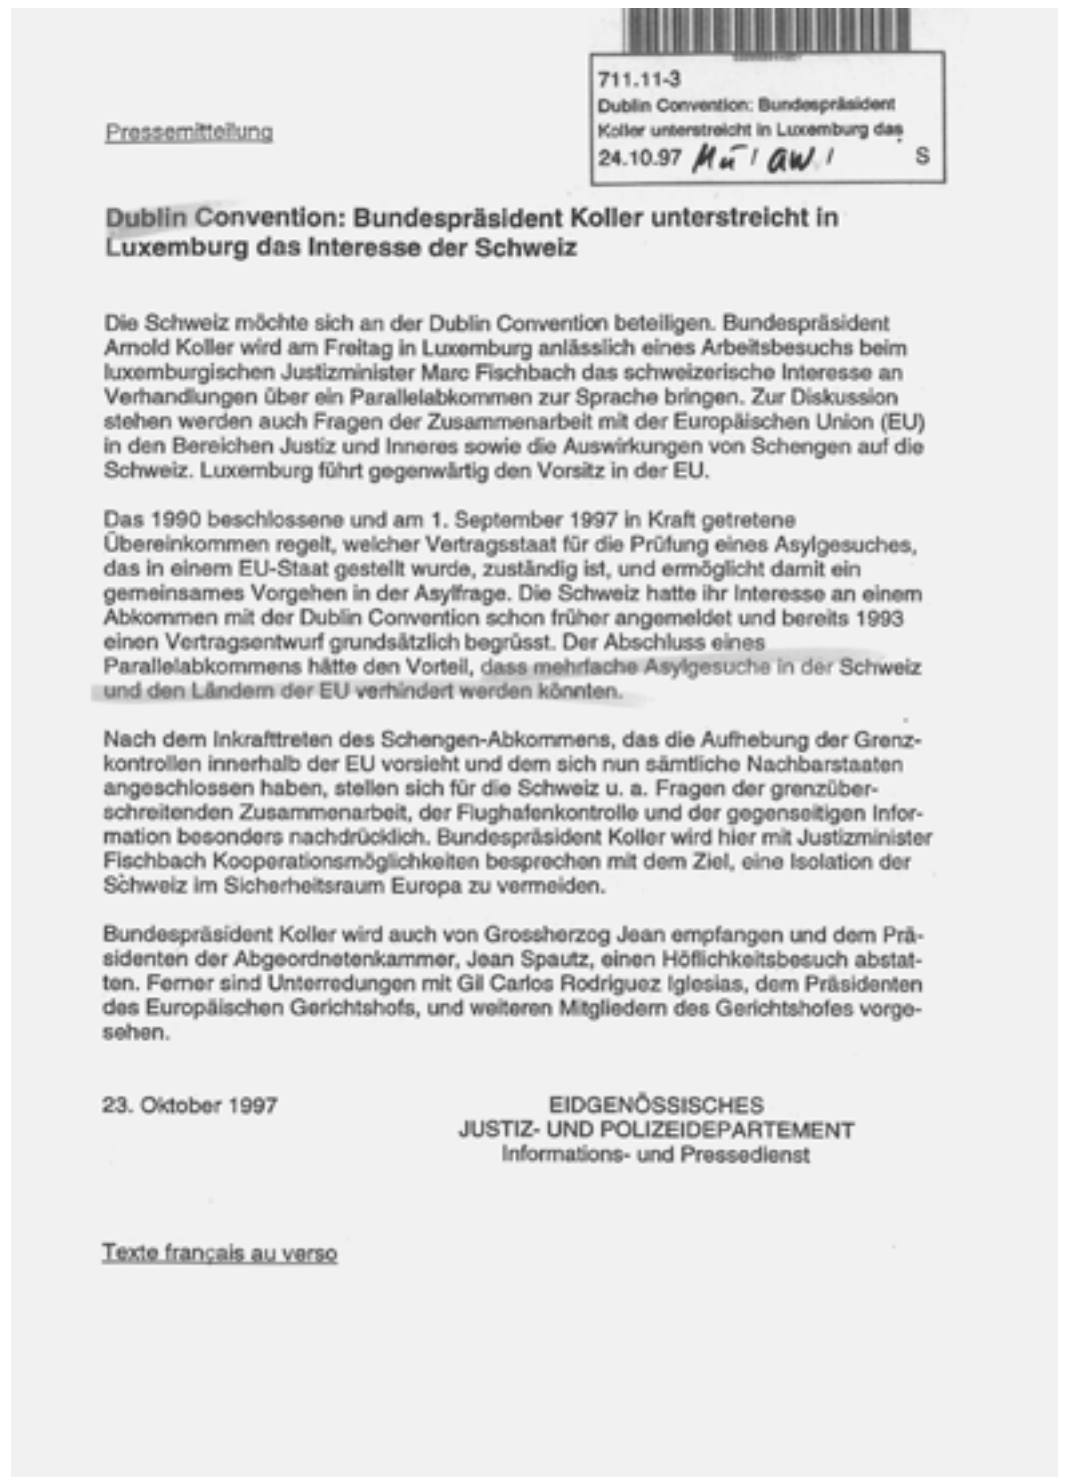 711.11-3
Dublin Convention: Bundespräsident
Koller unterstreicht in Luxemburg das
24.10.97 Mü / aw / S
Pressemitteilung
Dublin Convention: Bundespräsident Koller unterstreicht in
Luxemburg das Interesse der Schweiz
Die Schweiz möchte sich an der Dublin Convention beteiligen. Bundespräsident
Arnold Koller wird am Freitag in Luxemburg anlässlich eines Arbeitsbesuchs beim
luxemburgischen Justizminister Marc Fischbach das schweizerische Interesse an
Verhandlungen über ein Parallelabkommen zur Sprache bringen. Zur Diskussion
stehen werden auch Fragen der Zusammenarbeit mit der Europäischen Union (EU)
in den Bereichen Justiz und Inneres sowie die Auswirkungen von Schengen auf die
Schweiz. Luxemburg führt gegenwärtig den Vorsitz in der EU.
Das 1990 beschlossene und am 1. September 1997 in Kraft getretene
Übereinkommen regelt, welcher Vertragsstaat für die Prüfung eines Asylgesuches,
das in einem EU-Staat gestellt wurde, zuständig ist, und ermöglicht damit ein
gemeinsames Vorgehen in der Asylfrage. Die Schweiz hatte ihr Interesse an einem
Abkommen mit der Dublin Convention schon früher angemeldet und bereits 1993
einen Vertragsentwurf grundsätzlich begrüsst. Der Abschluss eines
Parallelabkommens hätte den Vorteil, dass mehrfache Asylgesuche in der Schweiz
und den Ländern der EU verhindert werden könnten.
Nach dem Inkrafttreten des Schengen-Abkommens, das die Aufhebung der Grenz-
kontrollen innerhalb der EU vorsieht und dem sich nun sämtliche Nachbarstaaten
angeschlossen haben, stellen sich für die Schweiz u. a. Fragen der grenzüber-
schreitenden Zusammenarbeit, der Flughafenkontrolle und der gegenseitigen Infor-
mation besonders nachdrücklich. Bundespräsident Koller wird hier mit Justizminister
Fischbach Kooperationsmöglichkeiten besprechen mit dem Ziel, eine Isolation der
Schweiz im Sicherheitsraum Europa zu vermeiden.
Bundespräsident Koller wird auch von Grossherzog Jean empfangen und dem Prä-
sidenten der Abgeordnetenkammer, Jean Spautz, einen Höflichkeitsbesuch abstat-
ten. Ferner sind Unterredungen mit Gil Carlos Rodriguez Iglesias, dem Präsidenten
des Europäischen Gerichtshofs, und weiteren Mitgliedern des Gerichtshofes vorge-
sehen.
23. Oktober 1997
EIDGENÖSSISCHES
JUSTIZ- UND POLIZEIDEPARTEMENT
Informations- und Pressedienst
Texte français au verso